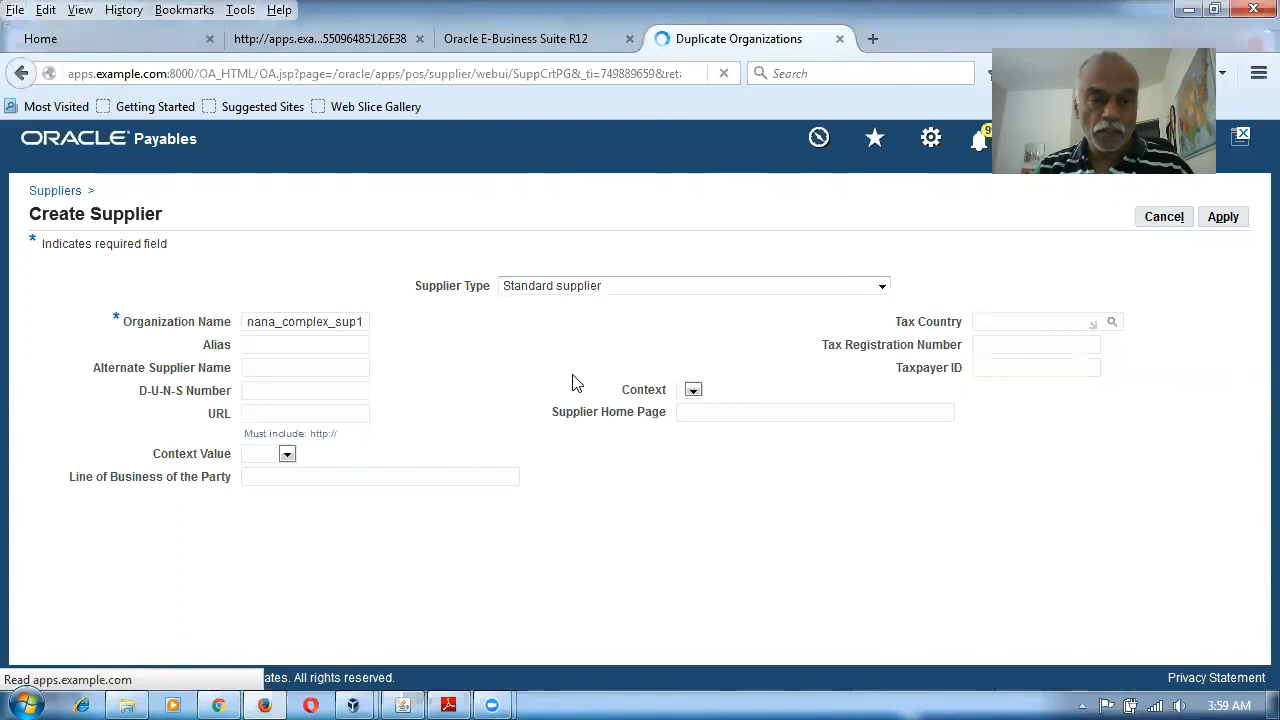 File Edit View History Bookmarks Tools Help
Home http://apps.exa...55096485126E38 Oracle E-Business Suite R12 Duplicate Organizations
apps.example.com:8000/OA_HTML/OA.jsp?page=/oracle/apps/pos/supplier/webui/SuppCrtPG&_ti=749889659&reta Search
Most Visited Getting Started Suggested Sites Web Slice Gallery
ORACLE Payables 9
Suppliers >
Create Supplier Cancel Apply
* Indicates required field
Supplier Type Standard supplier
* Organization Name nana_complex_sup1 Tax Country
Alias Tax Registration Number
Alternate Supplier Name Taxpayer ID
D-U-N-S Number Context
URL Supplier Home Page
Must include: http://
Context Value
Line of Business of the Party
Read apps.example.com ates. All rights reserved. Privacy Statement
3:59 AM